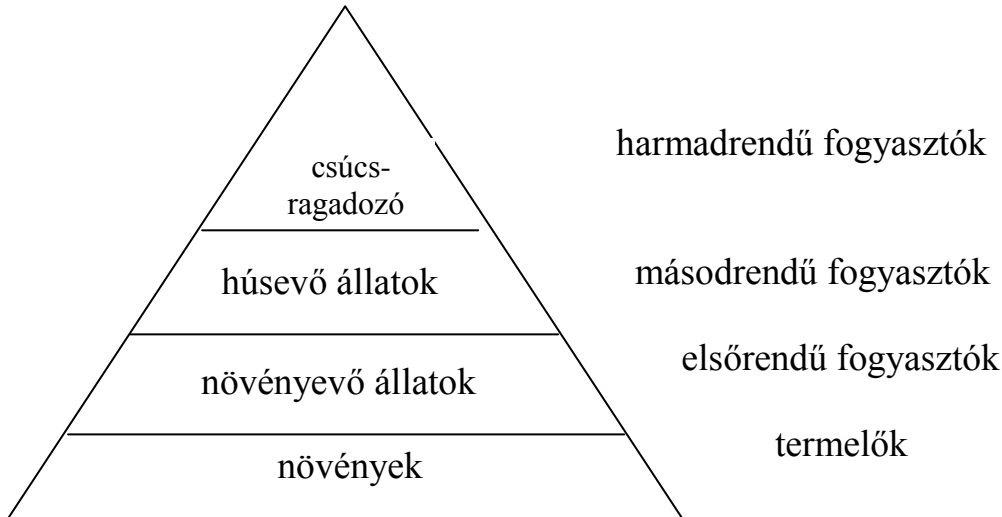 harmadrendű fogyasztók
csúcs-
ragadozó
húsevő állatok
másodrendű fogyasztók
növényevő állatok
elsőrendű fogyasztók
növények
termelők